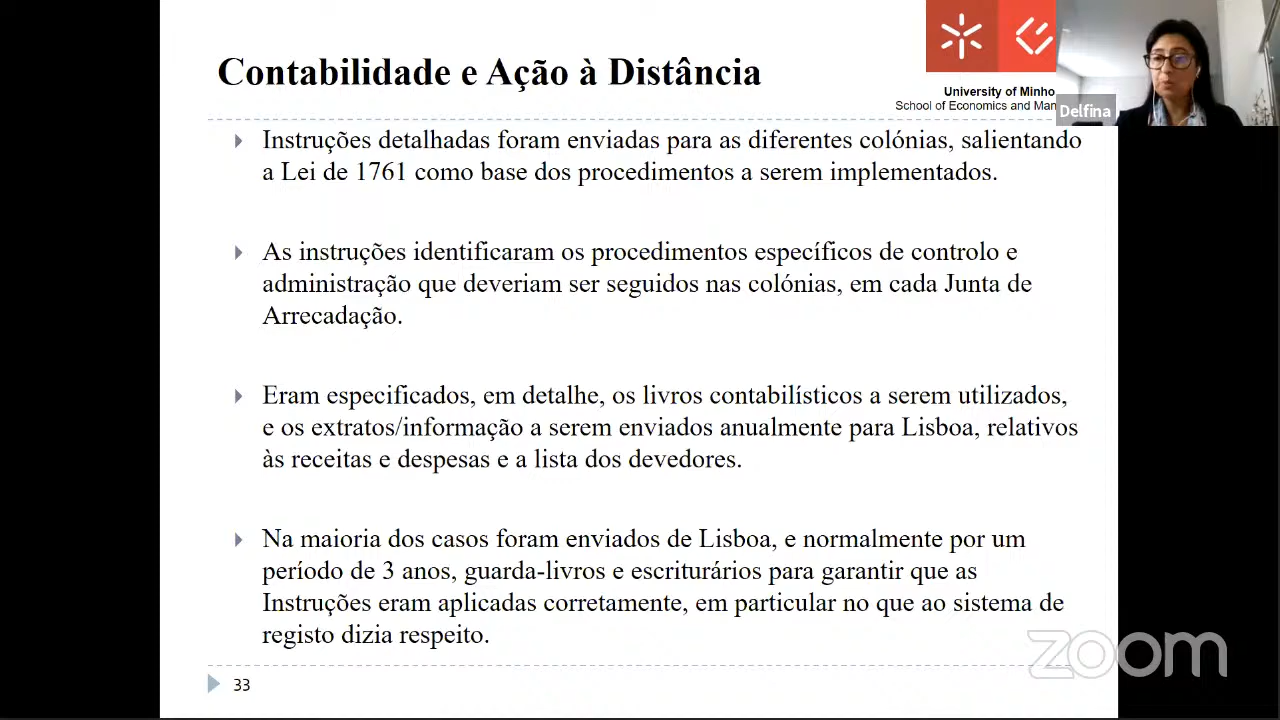 Contabilidade e Ação à Distância
University of Minho
School of Economics and Man
Delfina
Instruções detalhadas foram enviadas para as diferentes colónias, salientando
a Lei de 1761 como base dos procedimentos a serem implementados.
As instruções identificaram os procedimentos específicos de controlo e
administração que deveriam ser seguidos nas colónias, em cada Junta de
Arrecadação.
Eram especificados, em detalhe, os livros contabilísticos a serem utilizados,
e os extratos/informação a serem enviados anualmente para Lisboa, relativos
às receitas e despesas e a lista dos devedores.
Na maioria dos casos foram enviados de Lisboa, e normalmente por um
período de 3 anos, guarda-livros e escriturários para garantir que as
Instruções eram aplicadas corretamente, em particular no que ao sistema de
registo dizia respeito.
zoom
33